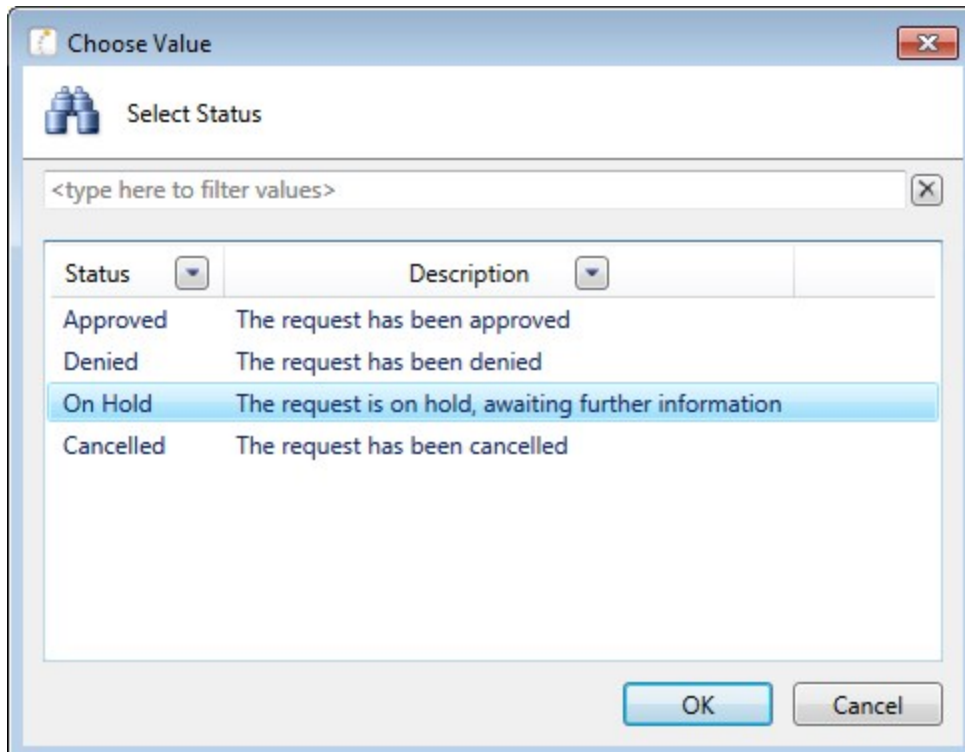 Choose Value
Select Status
<type here to filter values>
Status Description
Approved The request has been approved
Denied The request has been denied
On Hold The request is on hold, awaiting further information
Cancelled The request has been cancelled
OK Cancel